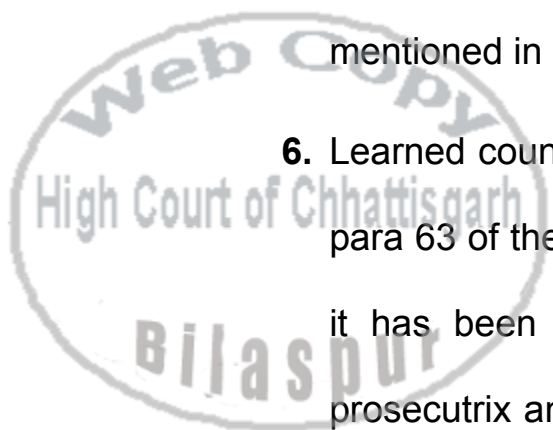 mentioned in
Web Copy
6. Learned coun
High Court of Chhattisgarh
para 63 of the
it has been
Bilaspur
prosecutrix an